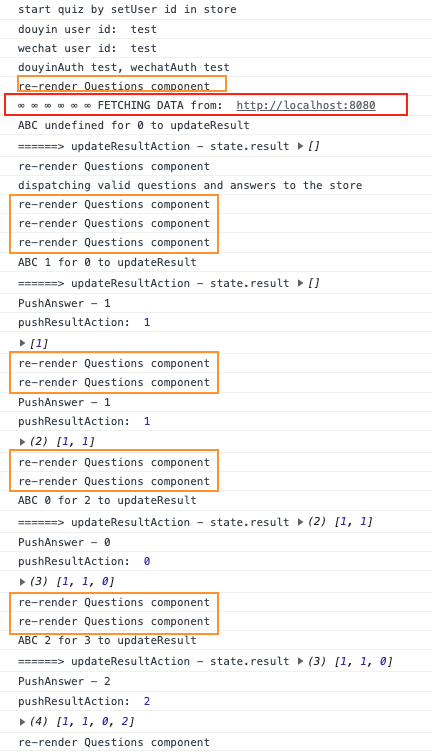 start quiz by setUser id in store
douyin user id:  test
wechat user id:  test
douyinAuth test, wechatAuth test
re-render Questions component
∞ ∞ ∞ ∞ ∞ ∞ FETCHING DATA from:  http://localhost:8080
ABC undefined for 0 to updateResult
======> updateResultAction – state.result ▶ []
re-render Questions component
dispatching valid questions and answers to the store
re-render Questions component
re-render Questions component
re-render Questions component
ABC 1 for 0 to updateResult
======> updateResultAction – state.result ▶ []
PushAnswer – 1
pushResultAction:  1
▶ [1]
re-render Questions component
re-render Questions component
PushAnswer – 1
pushResultAction:  1
▶ (2) [1, 1]
re-render Questions component
re-render Questions component
ABC 0 for 2 to updateResult
======> updateResultAction – state.result ▶ (2) [1, 1]
PushAnswer – 0
pushResultAction:  0
▶ (3) [1, 1, 0]
re-render Questions component
re-render Questions component
ABC 2 for 3 to updateResult
======> updateResultAction – state.result ▶ (3) [1, 1, 0]
PushAnswer – 2
pushResultAction:  2
▶ (4) [1, 1, 0, 2]
re-render Questions component